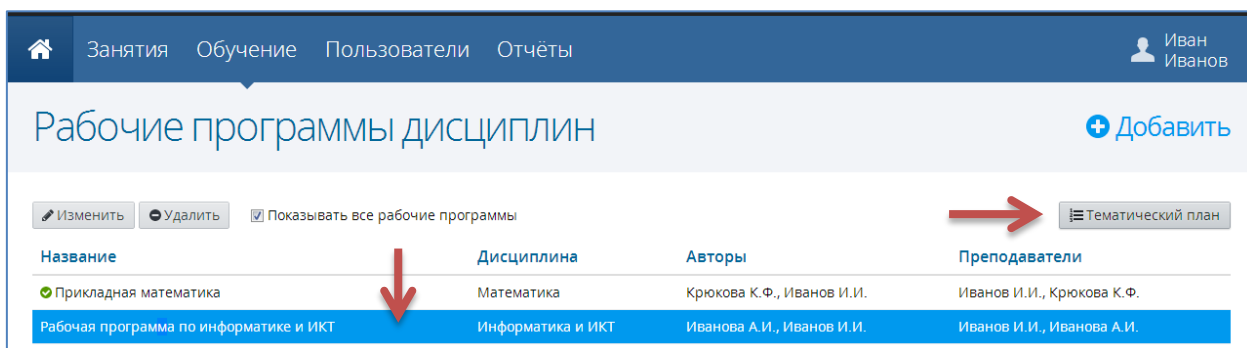 Занятия Обучение Пользователи Отчёты Иван
Иванов
Рабочие программы дисциплин Добавить
Изменить Удалить Показывать все рабочие программы Тематический план
Название Дисциплина Авторы Преподаватели
Прикладная математика Математика Крюкова К.Ф., Иванов И.И. Иванов И.И., Крюкова К.Ф.
Рабочая программа по информатике и ИКТ Информатика и ИКТ Иванова А.И., Иванов И.И. Иванов И.И., Иванова А.И.